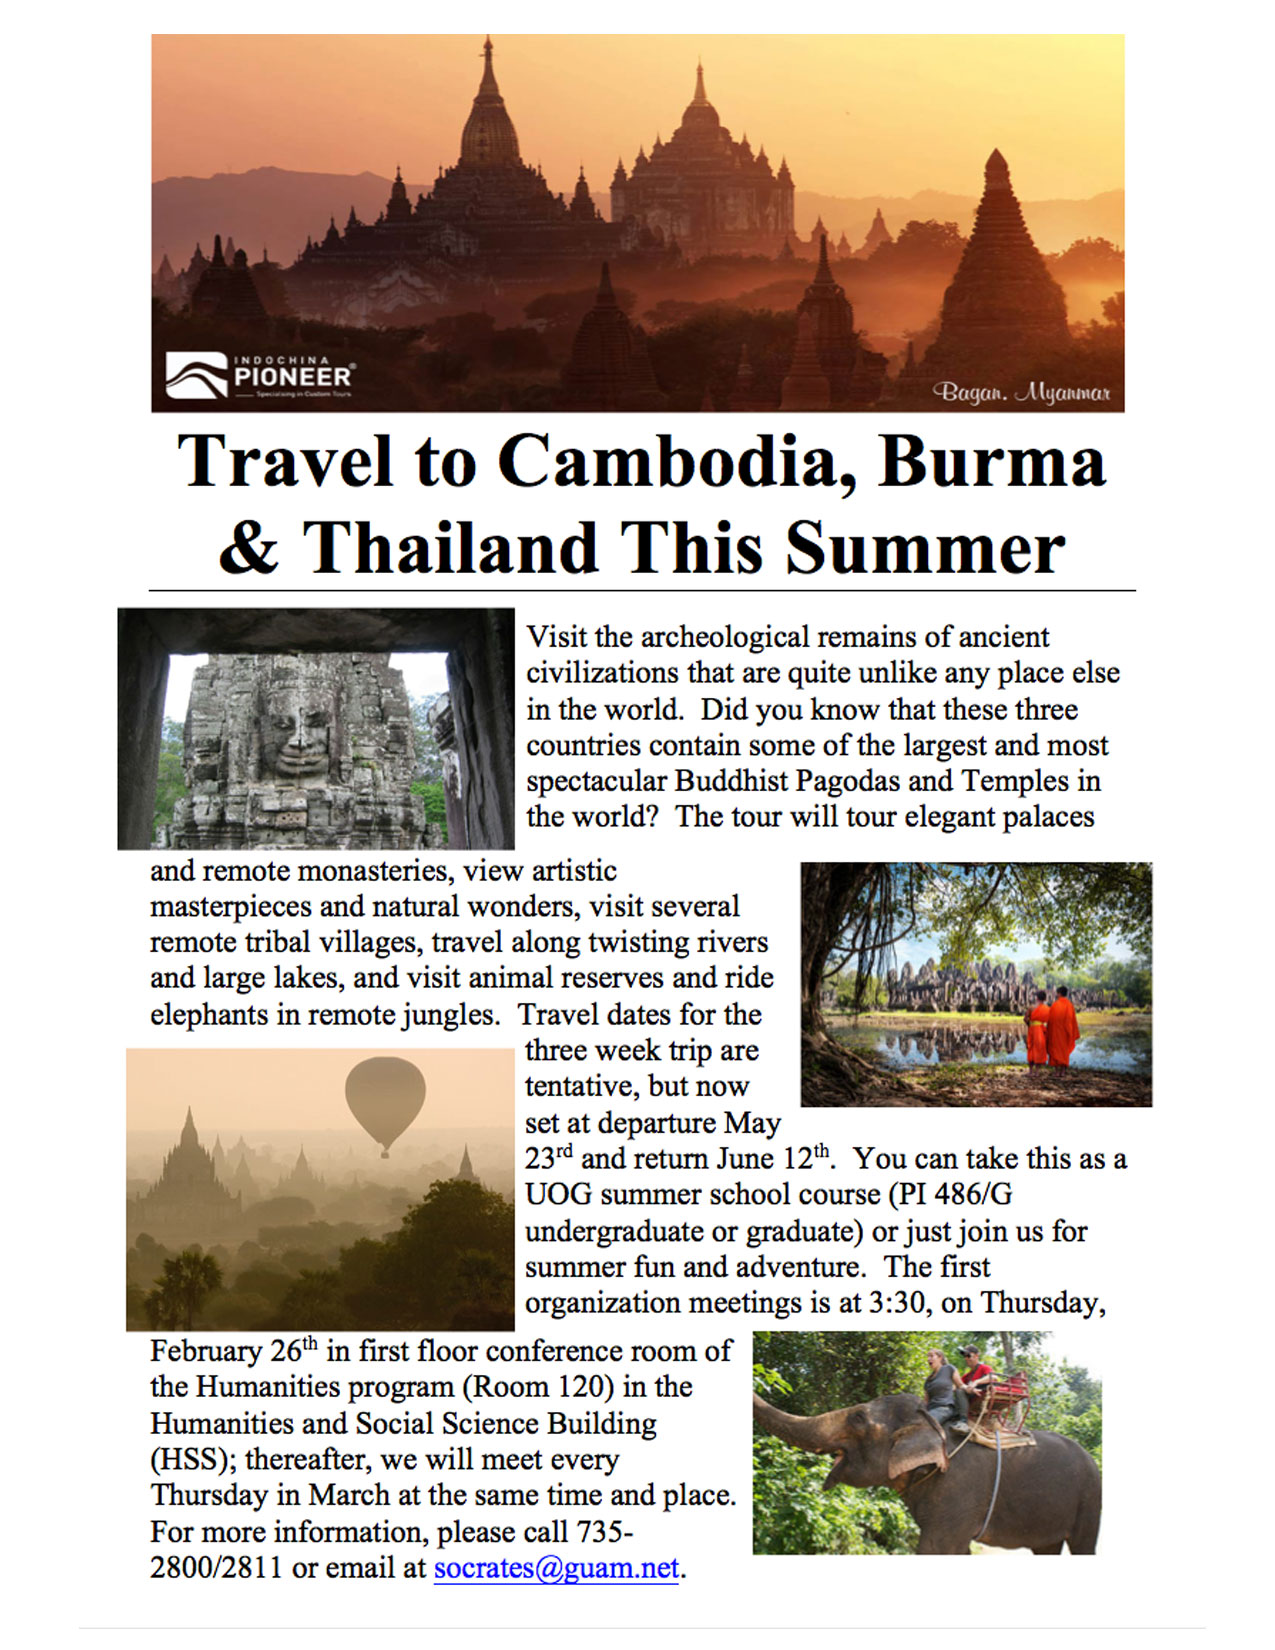 INDOCHINA
PIONEER®
Specialising in Custom Tours
Bagan. Myanmar
Travel to Cambodia, Burma
& Thailand This Summer
Visit the archeological remains of ancient
civilizations that are quite unlike any place else
in the world.  Did you know that these three
countries contain some of the largest and most
spectacular Buddhist Pagodas and Temples in
the world?  The tour will tour elegant palaces
and remote monasteries, view artistic
masterpieces and natural wonders, visit several
remote tribal villages, travel along twisting rivers
and large lakes, and visit animal reserves and ride
elephants in remote jungles.  Travel dates for the
three week trip are
tentative, but now
set at departure May
23rd and return June 12th.  You can take this as a
UOG summer school course (PI 486/G
undergraduate or graduate) or just join us for
summer fun and adventure.  The first
organization meetings is at 3:30, on Thursday,
February 26th in first floor conference room of
the Humanities program (Room 120) in the
Humanities and Social Science Building
(HSS); thereafter, we will meet every
Thursday in March at the same time and place.
For more information, please call 735-
2800/2811 or email at socrates@guam.net.